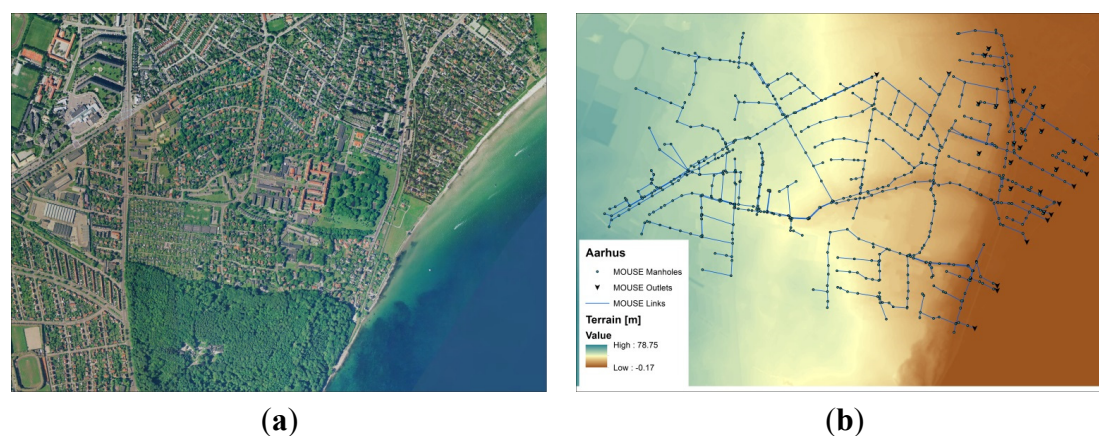 Aarhus
MOUSE Manholes
MOUSE Outlets
MOUSE Links
Terrain [m]
Value
High : 78.75
Low : -0.17
(a)
(b)